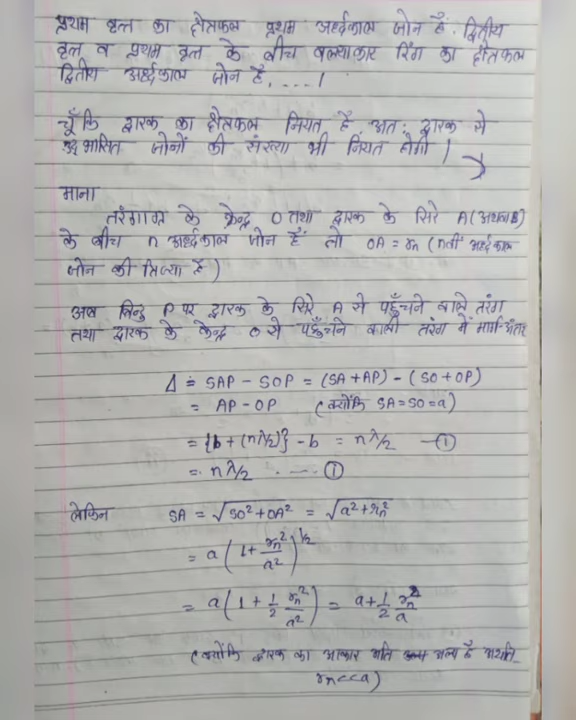 प्रथम वृत्त का क्षेत्रफल प्रथम अर्द्धकाल जोन है. द्वितीय
वृत्त व प्रथम वृत्त के बीच वलयाकार रिंग का क्षेत्रफल
द्वितीय अर्द्धकाल जोन है,....।
चूँकि द्वारक का क्षेत्रफल नियत है अतः द्वारक से
उद्भासित जोनों की संख्या भी नियत होगी।
माना
तरंगाग्र के केन्द्र O तथा द्वारक के सिरे A (अथवा B)
के बीच n अर्द्धकाल जोन हैं तो OA = rn (nवीं अर्द्धकाल
जोन की त्रिज्या है)
अब बिन्दु P पर द्वारक के सिरे A से पहुँचने वाले तरंग
तथा द्वारक के केन्द्र O से पहुँचने वाली तरंग में मार्गान्तर
Δ = SAP - SOP = (SA + AP) - (SO + OP)
= AP - OP (क्योंकि SA = SO = a)
= {b + (nλ/2)} - b = nλ/2 —①
= nλ/2 .....①
लेकिन SA = √(SO² + OA²) = √(a² + rn²)
= a(1 + rn²/a²)^1/2
= a(1 + 1/2 rn²/a²) = a + 1/2 rn²/a
(क्योंकि द्वारक का आकार अति अल्प है अर्थात्
rn<<a)